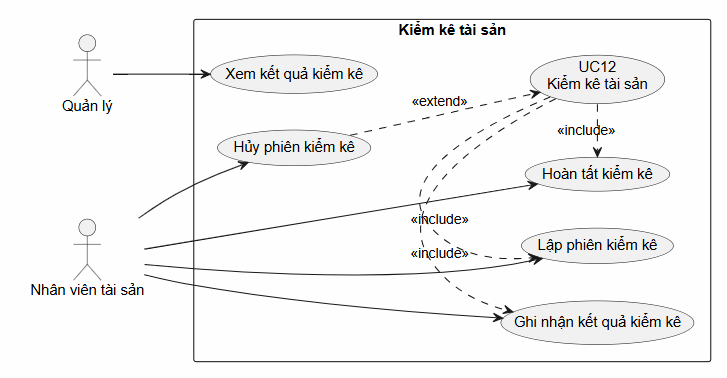 Kiểm kê tài sản
Xem kết quả kiểm kê
UC12
Kiểm kê tài sản
Quản lý
«extend»
«include»
Hủy phiên kiểm kê
Hoàn tất kiểm kê
«include»
Lập phiên kiểm kê
«include»
Nhân viên tài sản
Ghi nhận kết quả kiểm kê